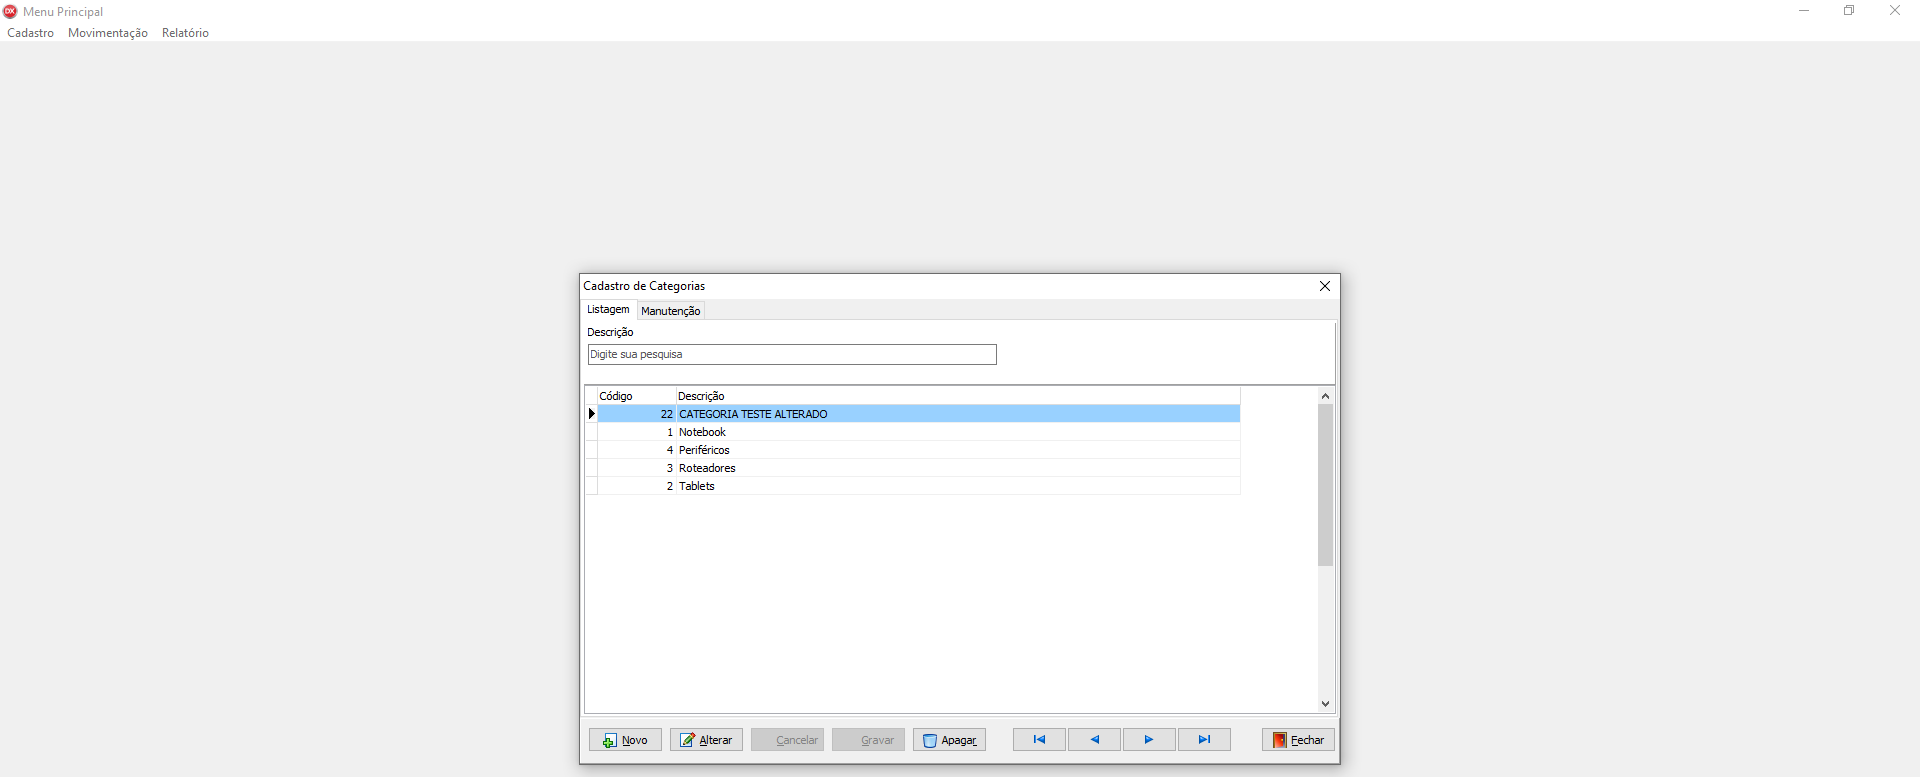 DX Menu Principal
Cadastro Movimentação Relatório
Cadastro de Categorias
Listagem Manutenção
Descrição
Digite sua pesquisa
Código Descrição
22 CATEGORIA TESTE ALTERADO
1 Notebook
4 Periféricos
3 Roteadores
2 Tablets
Novo Alterar Cancelar Gravar Apagar Fechar